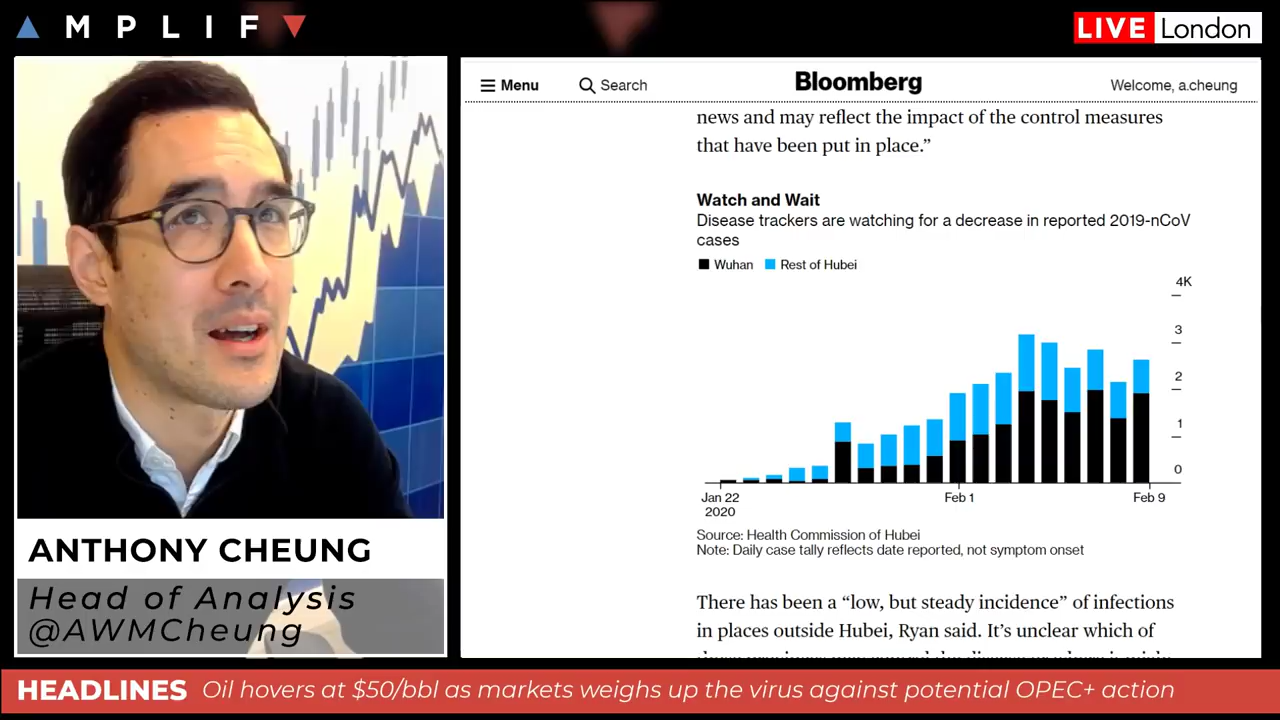 AMPLIFY
LIVE London
Menu
Search
Bloomberg
Welcome, a.cheung
news and may reflect the impact of the control measures
that have been put in place.”
Watch and Wait
Disease trackers are watching for a decrease in reported 2019-nCoV
cases
Wuhan Rest of Hubei
4K
3
2
1
0
Jan 22 Feb 1 Feb 9
2020
Source: Health Commission of Hubei
Note: Daily case tally reflects date reported, not symptom onset
There has been a “low, but steady incidence” of infections
in places outside Hubei, Ryan said. It’s unclear which of
ANTHONY CHEUNG
Head of Analysis
@AWMCheung
HEADLINES Oil hovers at $50/bbl as markets weighs up the virus against potential OPEC+ action